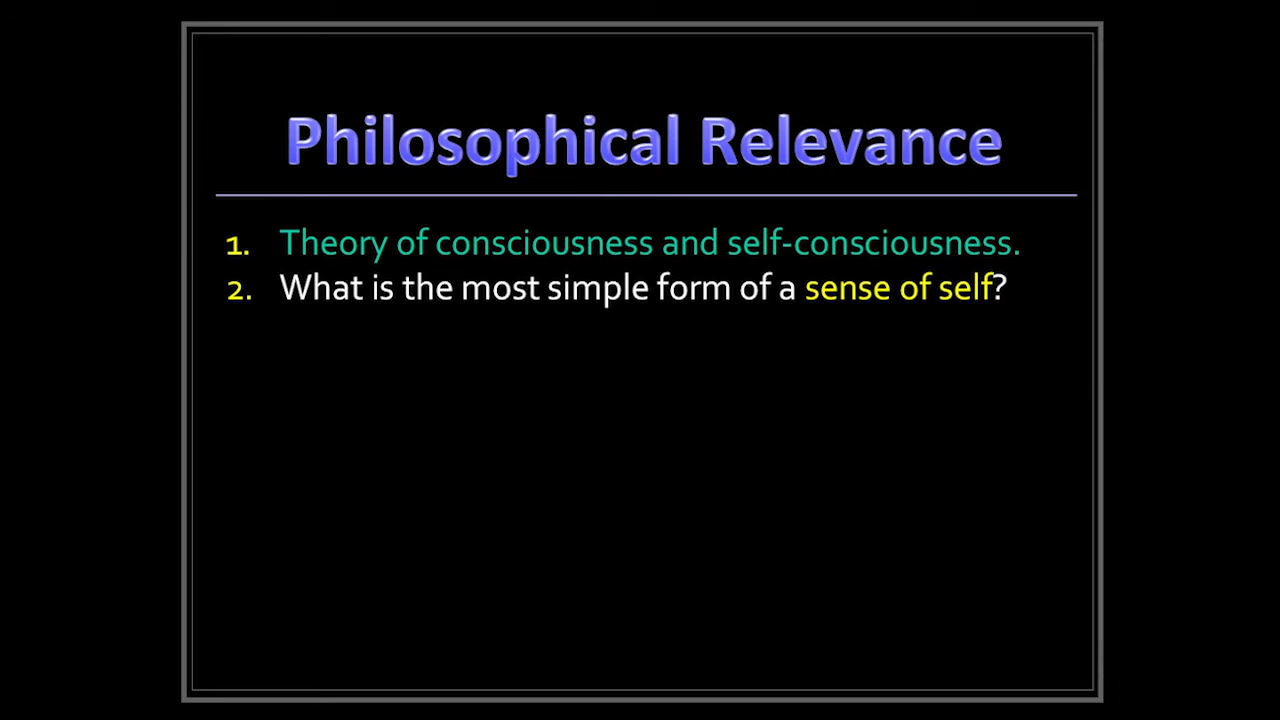 Philosophical Relevance
1. Theory of consciousness and self-consciousness.
2. What is the most simple form of a sense of self?